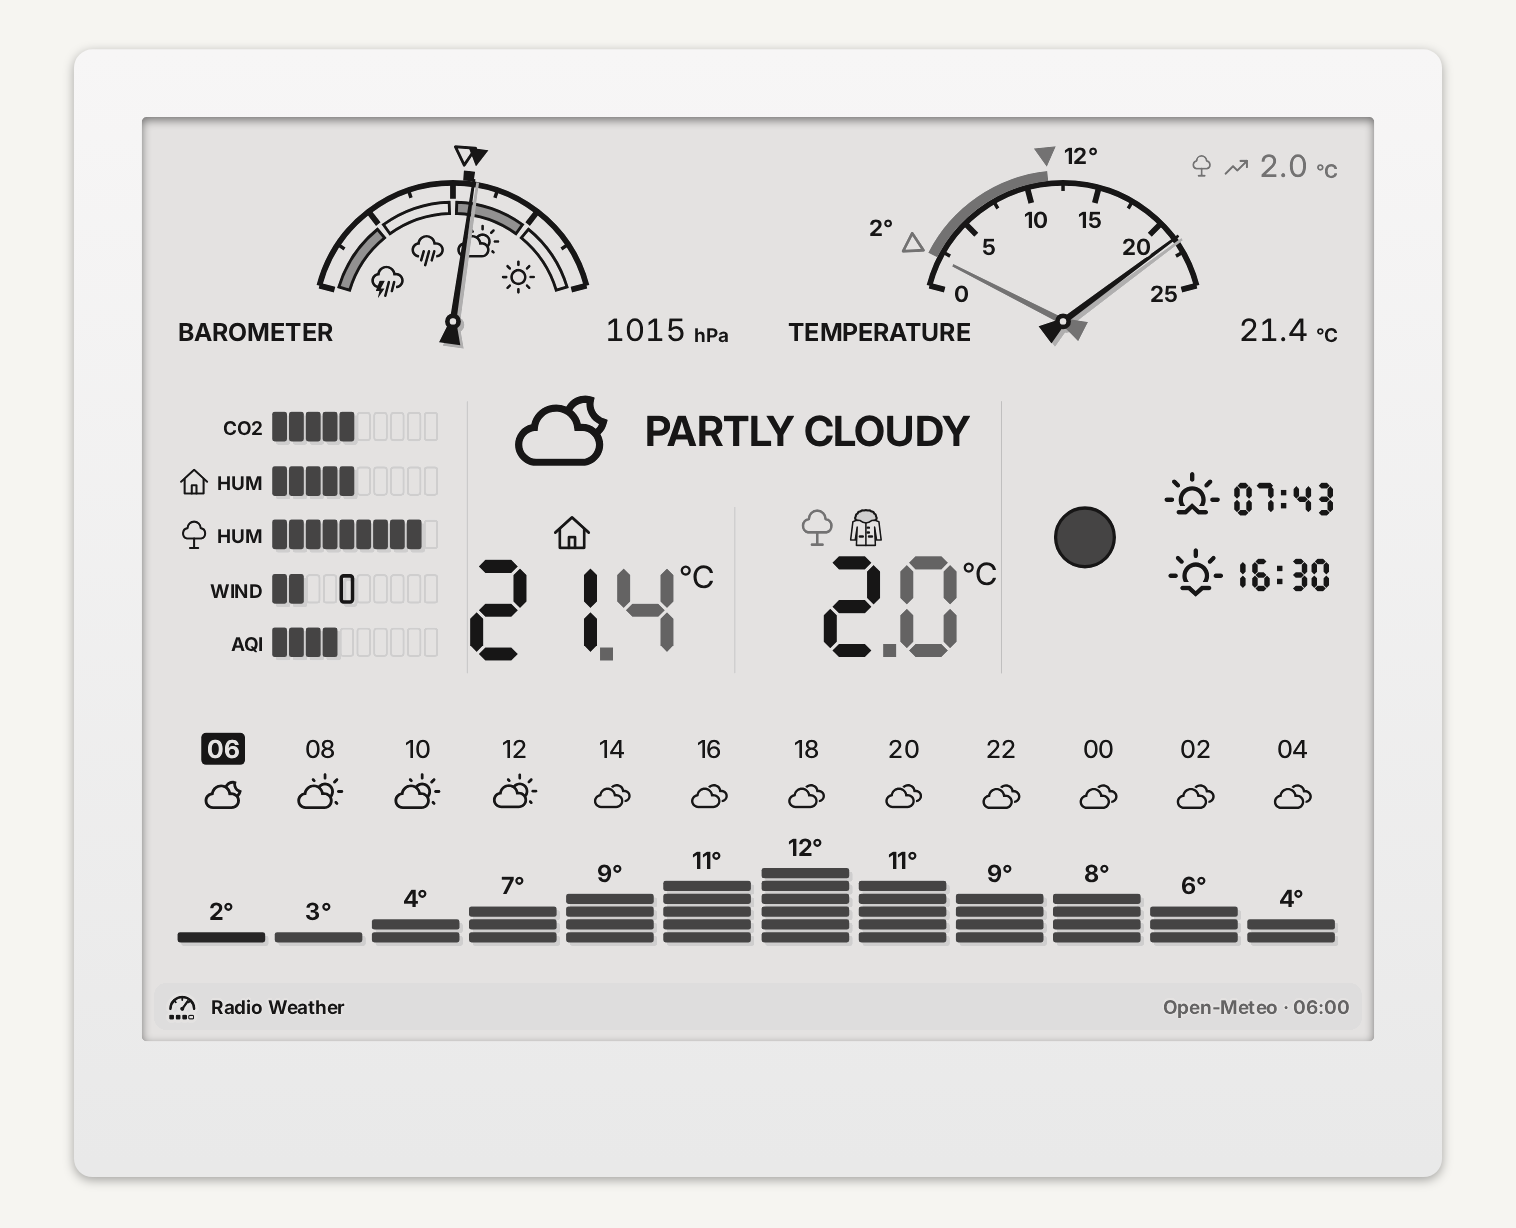 12°
2.0 °C
2°
0 5 10 15 20 25
BAROMETER
1015 hPa
TEMPERATURE
21.4 °C
CO2
HUM
HUM
WIND
AQI
PARTLY CLOUDY
21.4 °C
2.0 °C
07:43
16:30
06 08 10 12 14 16 18 20 22 00 02 04
2° 3° 4° 7° 9° 11° 12° 11° 9° 8° 6° 4°
Radio Weather
Open-Meteo · 06:00